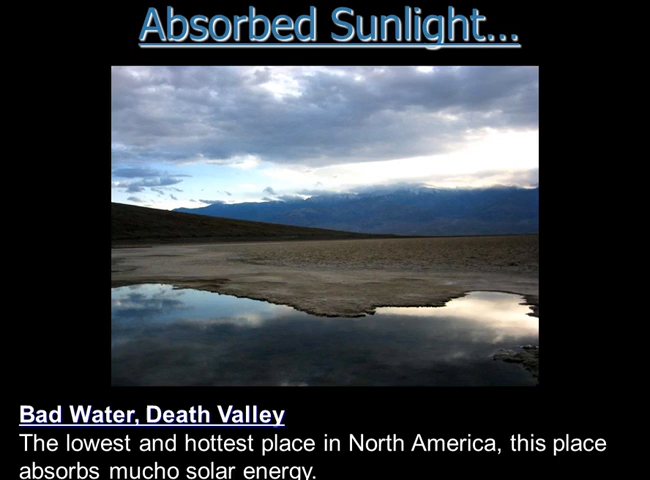 Absorbed Sunlight...
Bad Water, Death Valley
The lowest and hottest place in North America, this place
absorbs mucho solar energy.